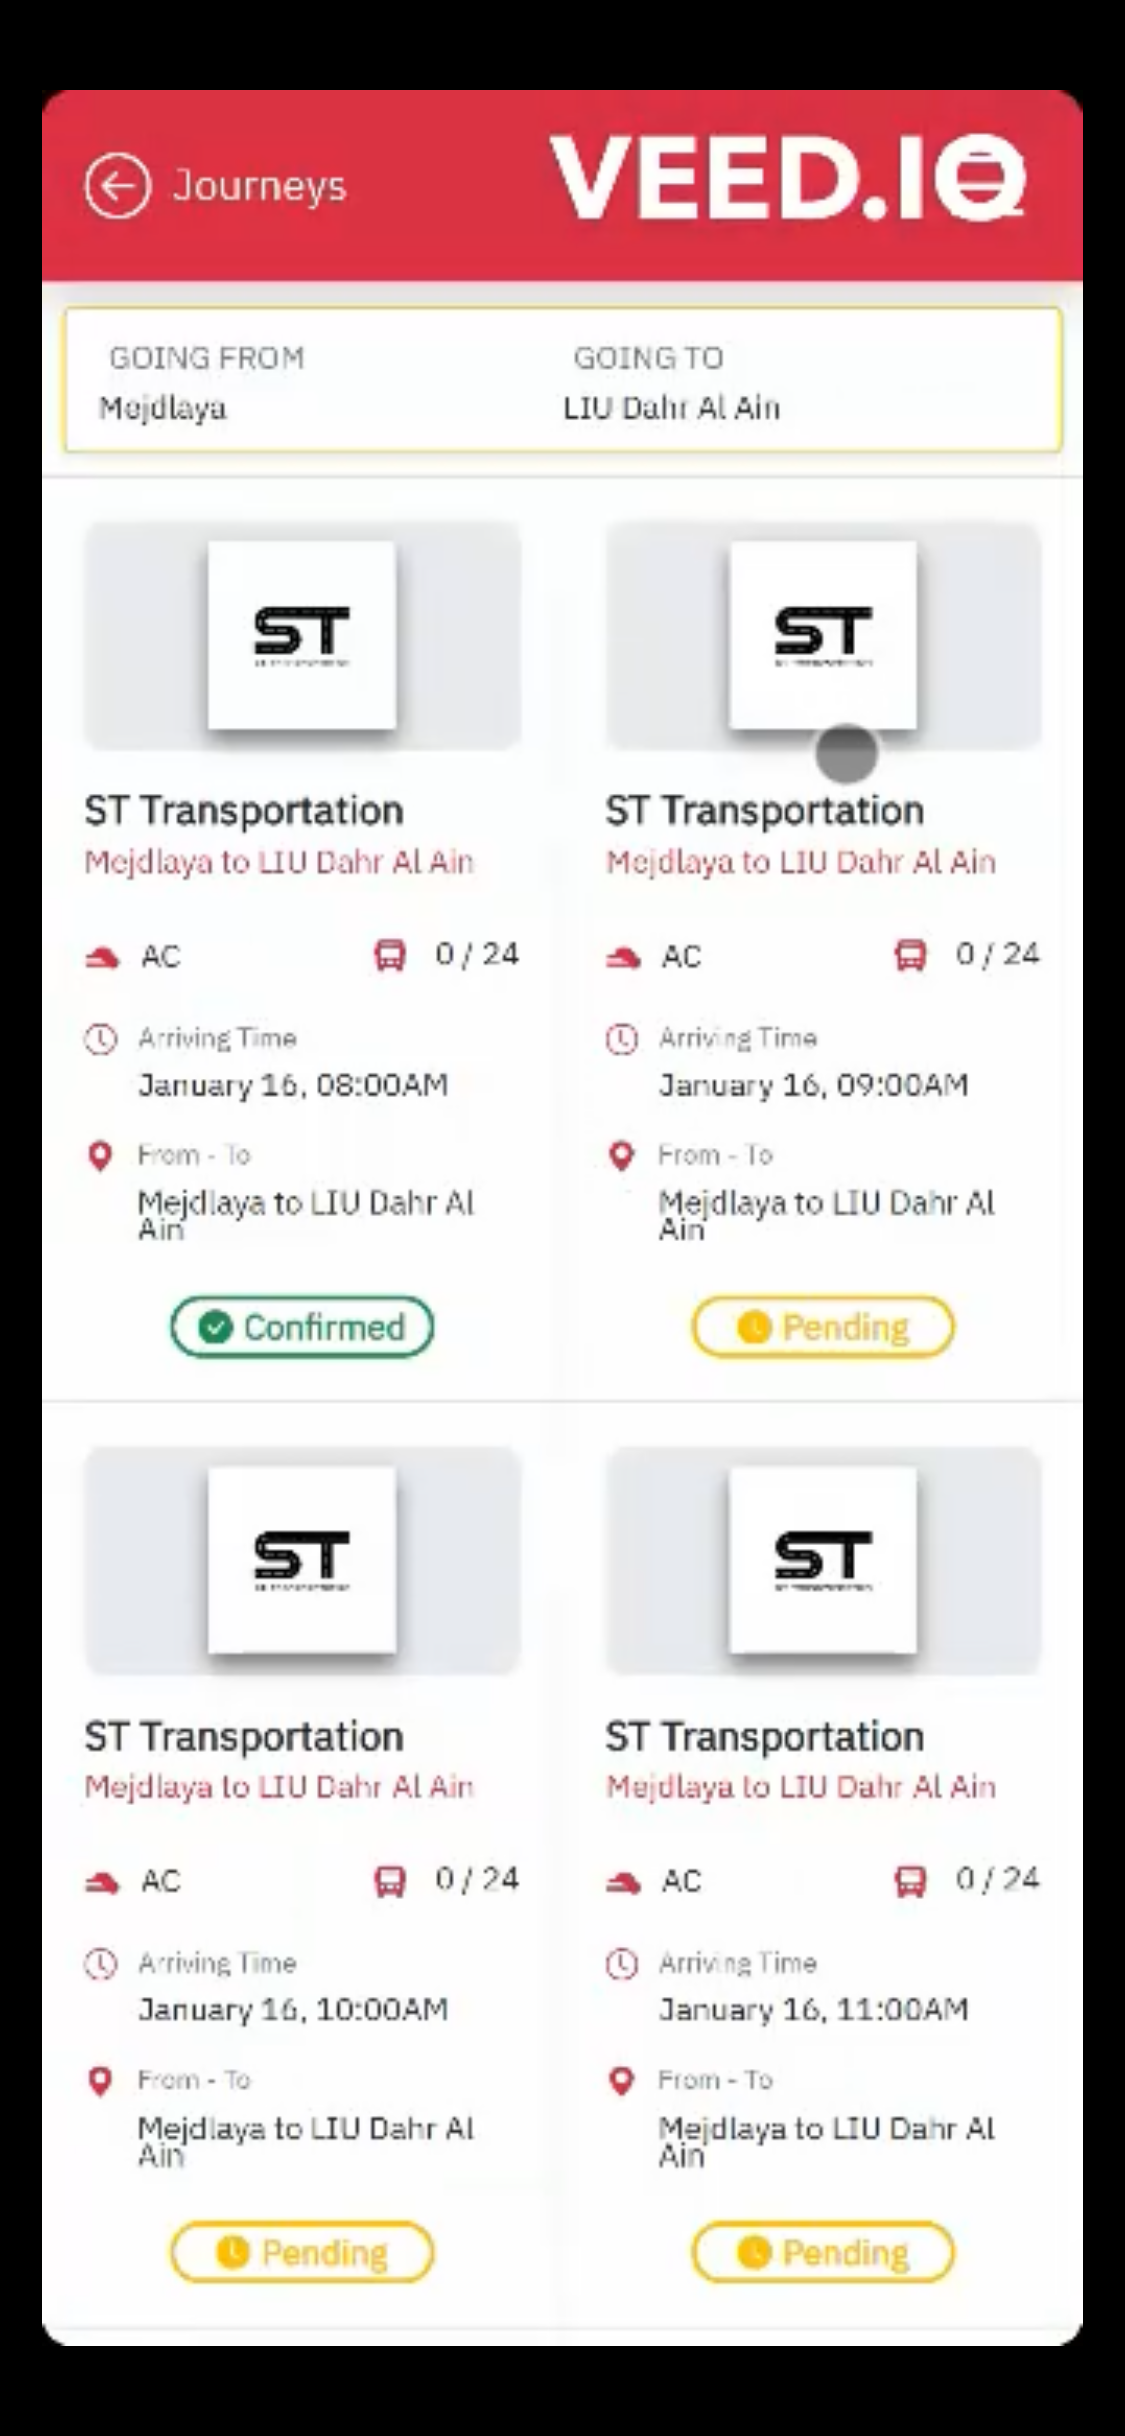 Journeys
VEED.IO
GOING FROM
GOING TO
Mejdlaya
LIU Dahr Al Ain
ST
ST Transportation
Mejdlaya to LIU Dahr Al Ain
AC
0 / 24
Arriving Time
January 16, 08:00AM
From - To
Mejdlaya to LIU Dahr Al
Ain
Confirmed
ST
ST Transportation
Mejdlaya to LIU Dahr Al Ain
AC
0 / 24
Arriving Time
January 16, 09:00AM
From - To
Mejdlaya to LIU Dahr Al
Ain
Pending
ST
ST Transportation
Mejdlaya to LIU Dahr Al Ain
AC
0 / 24
Arriving Time
January 16, 10:00AM
From - To
Mejdlaya to LIU Dahr Al
Ain
Pending
ST
ST Transportation
Mejdlaya to LIU Dahr Al Ain
AC
0 / 24
Arriving Time
January 16, 11:00AM
From - To
Mejdlaya to LIU Dahr Al
Ain
Pending